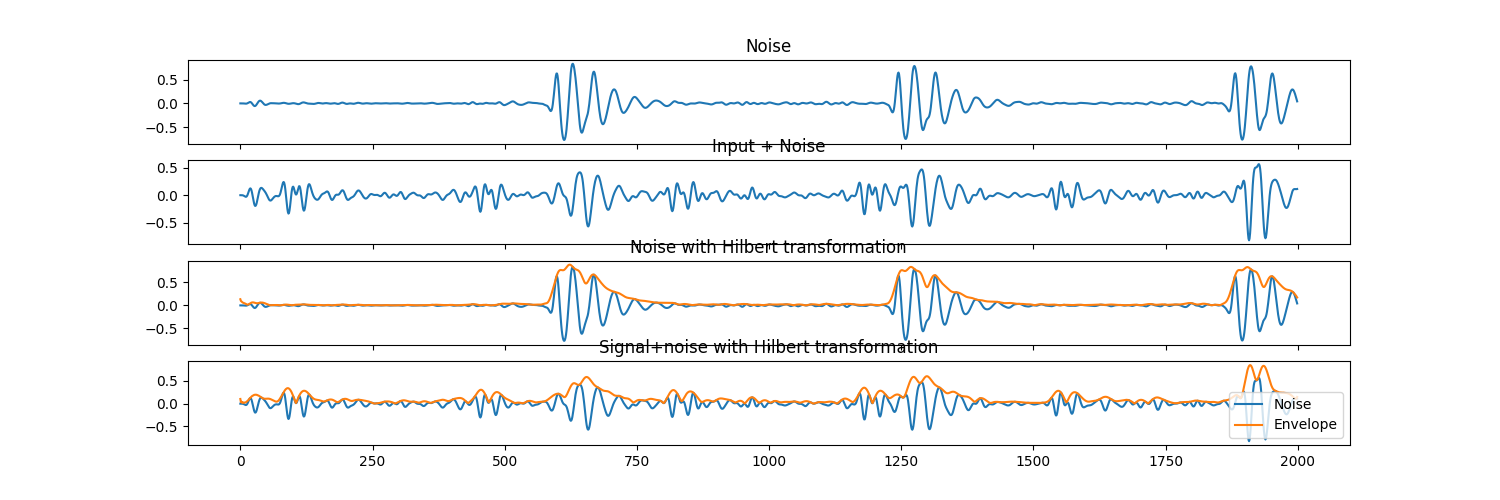 Noise
0.5
0.0
−0.5
Input + Noise
0.5
0.0
−0.5
Noise with Hilbert transformation
0.5
0.0
−0.5
Signal+noise with Hilbert transformation
0.5
0.0
−0.5
Noise
Envelope
0 250 500 750 1000 1250 1500 1750 2000